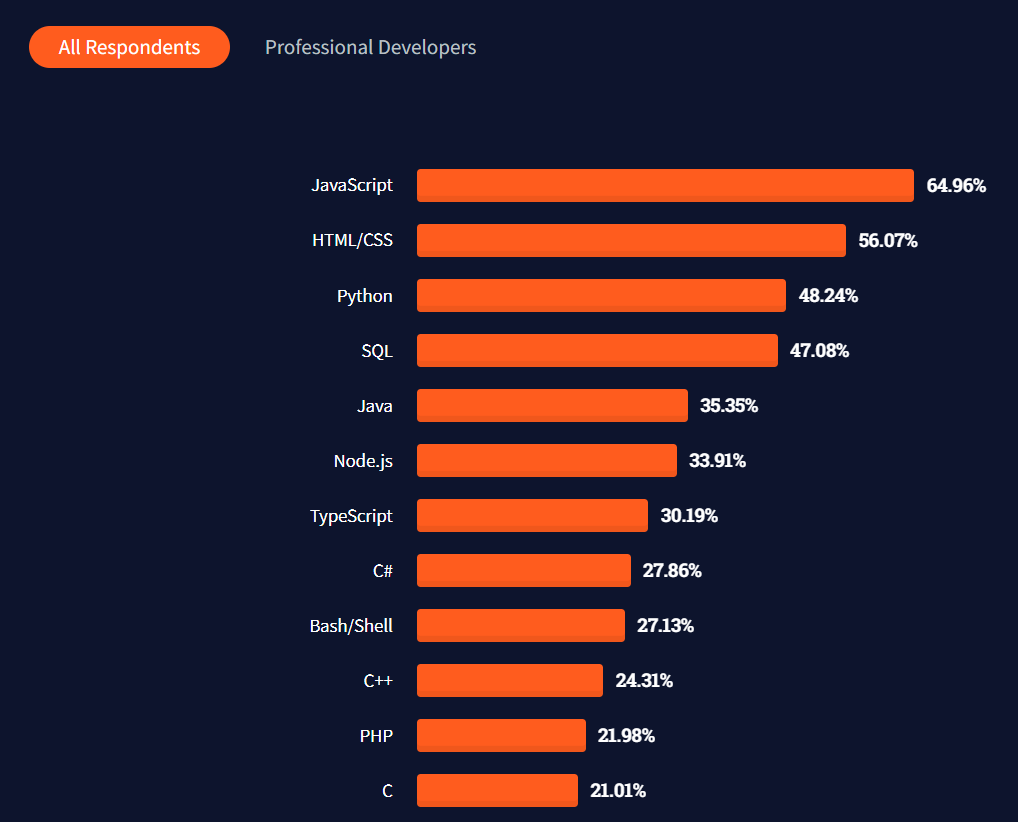 All Respondents Professional Developers
JavaScript 64.96%
HTML/CSS 56.07%
Python 48.24%
SQL 47.08%
Java 35.35%
Node.js 33.91%
TypeScript 30.19%
C# 27.86%
Bash/Shell 27.13%
C++ 24.31%
PHP 21.98%
C 21.01%